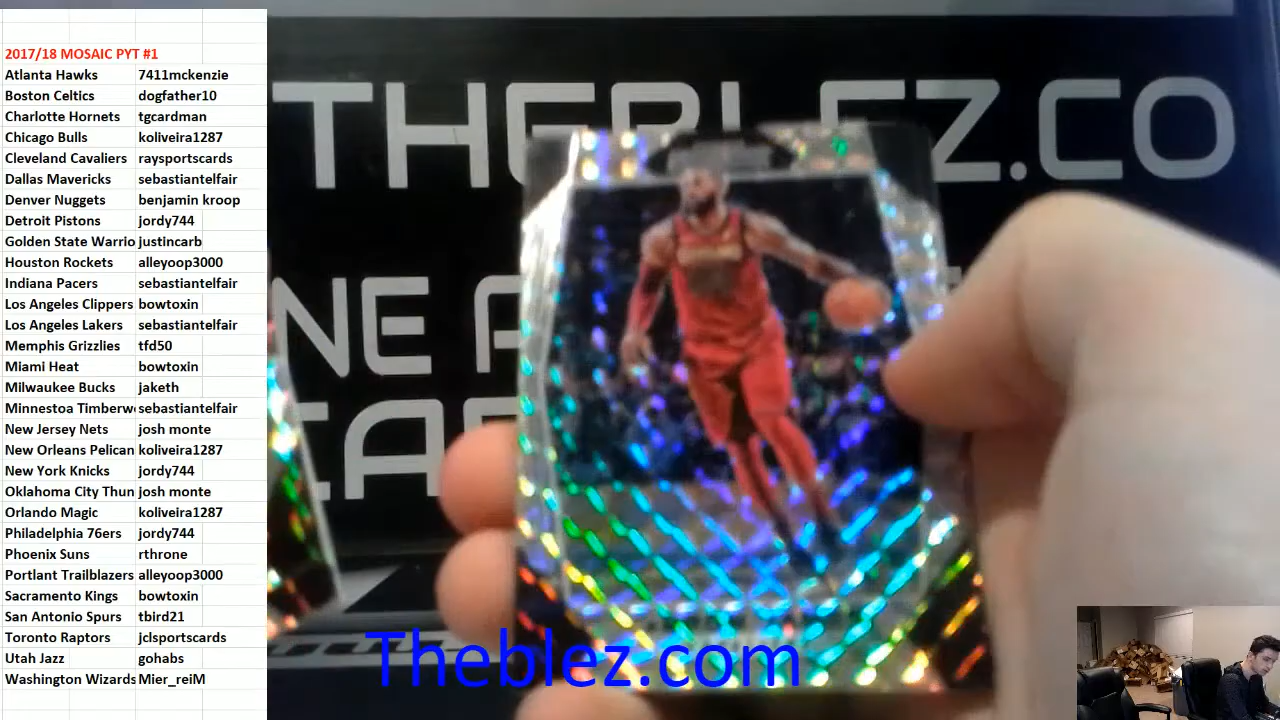 2017/18 MOSAIC PYT #1
Atlanta Hawks 7411mckenzie
Boston Celtics dogfather10
Charlotte Hornets tgcardman
Chicago Bulls koliveira1287
Cleveland Cavaliers raysportscards
Dallas Mavericks sebastiantelfair
Denver Nuggets benjamin kroop
Detroit Pistons jordy744
Golden State Warrio justincarb
Houston Rockets alleyoop3000
Indiana Pacers sebastiantelfair
Los Angeles Clippers bowtoxin
Los Angeles Lakers sebastiantelfair
Memphis Grizzlies tfd50
Miami Heat bowtoxin
Milwaukee Bucks jaketh
Minnestoa Timberwo sebastiantelfair
New Jersey Nets josh monte
New Orleans Pelican koliveira1287
New York Knicks jordy744
Oklahoma City Thun josh monte
Orlando Magic koliveira1287
Philadelphia 76ers jordy744
Phoenix Suns rthrone
Portlant Trailblazers alleyoop3000
Sacramento Kings bowtoxin
San Antonio Spurs tbird21
Toronto Raptors jclsportscards
Utah Jazz gohabs
Washington Wizards Mier_reiM
THEBLEZ.CO
NE
Theblez.com